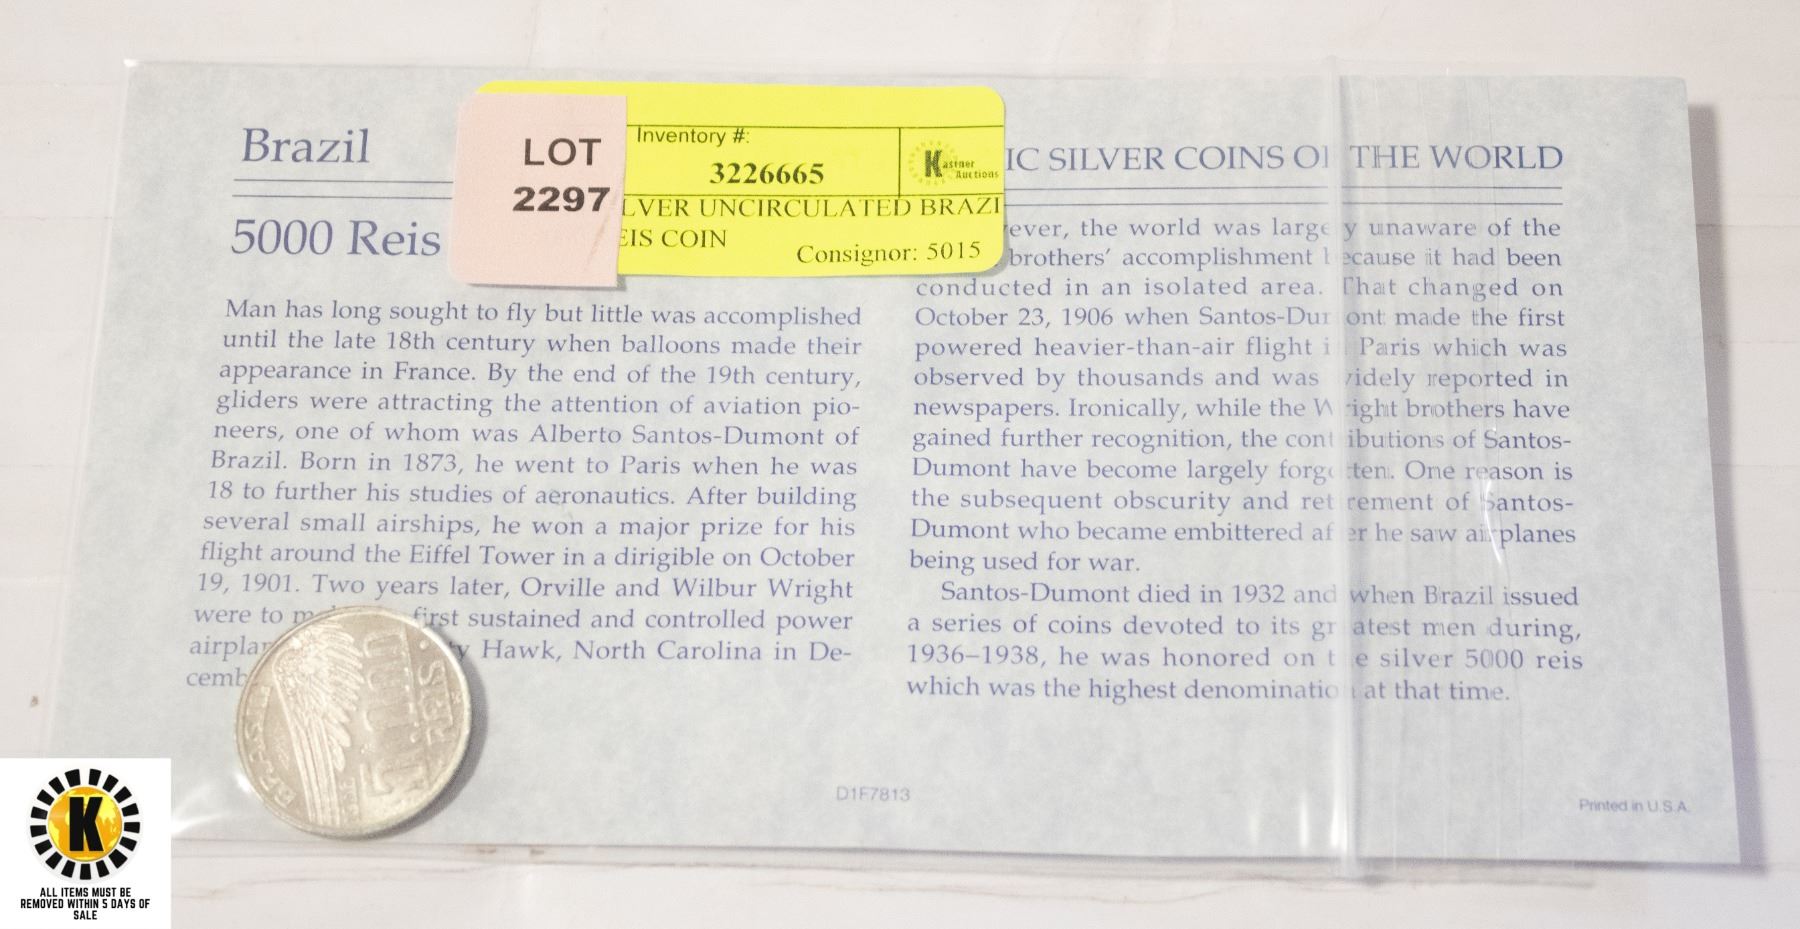 Brazil
5000 Reis
LOT
2297
Inventory #:
3226665
Kastner
Auctions
LVER UNCIRCULATED BRAZI
EIS COIN
Consignor: 5015
IC SILVER COINS OF THE WORLD
Man has long sought to fly but little was accomplished
until the late 18th century when balloons made their
appearance in France. By the end of the 19th century,
gliders were attracting the attention of aviation pio-
neers, one of whom was Alberto Santos-Dumont of
Brazil. Born in 1873, he went to Paris when he was
18 to further his studies of aeronautics. After building
several small airships, he won a major prize for his
flight around the Eiffel Tower in a dirigible on October
19, 1901. Two years later, Orville and Wilbur Wright
were to first sustained and controlled power
Hawk, North Carolina in De-
ever, the world was largely unaware of the
brothers' accomplishment because it had been
conducted in an isolated area. That changed on
October 23, 1906 when Santos-Dumont made the first
powered heavier-than-air flight in Paris which was
observed by thousands and was widely reported in
newspapers. Ironically, while the Wright brothers have
gained further recognition, the contributions of Santos-
Dumont have become largely forgotten. One reason is
the subsequent obscurity and retirement of Santos-
Dumont who became embittered after he saw airplanes
being used for war.
Santos-Dumont died in 1932 and when Brazil issued
a series of coins devoted to its greatest men during,
1936–1938, he was honored on the silver 5000 reis
which was the highest denomination at that time.
BRASIL
5000
REIS
D1F7813
Printed in U.S.A.
K
ALL ITEMS MUST BE
REMOVED WITHIN 5 DAYS OF
SALE